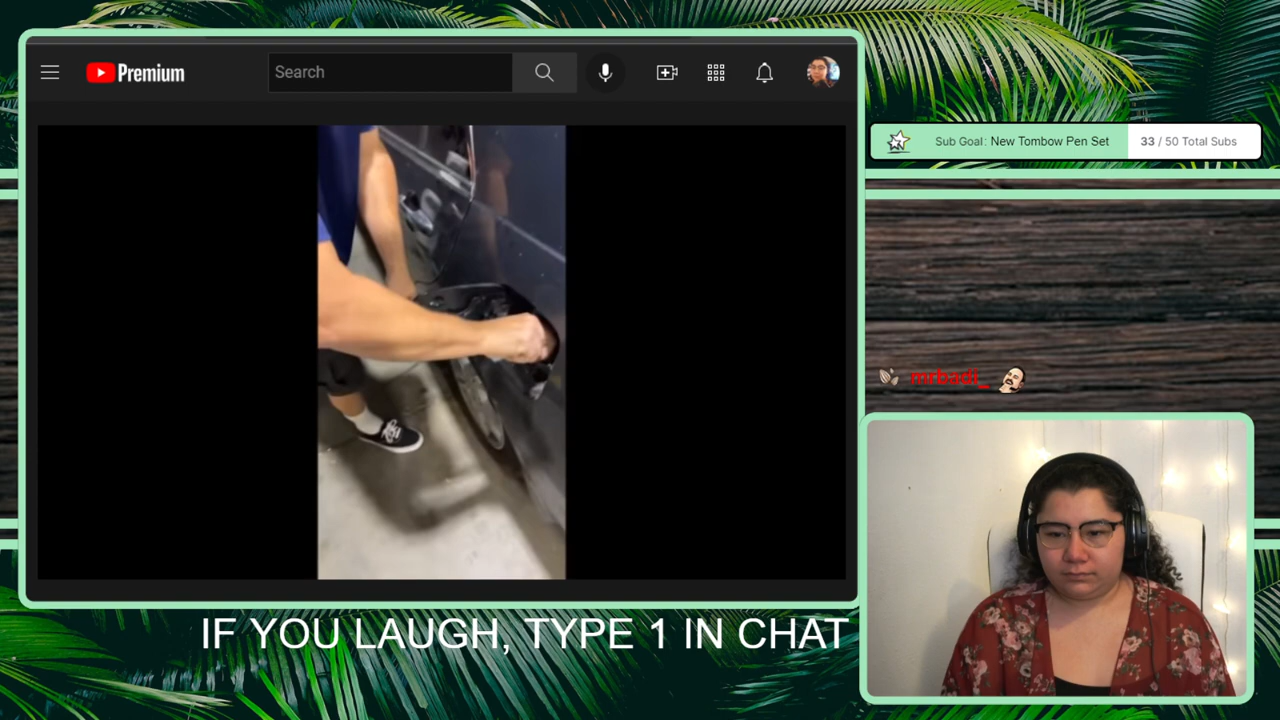 Premium
Search
Sub Goal: New Tombow Pen Set
33 / 50 Total Subs
mrbadi_
IF YOU LAUGH, TYPE 1 IN CHAT